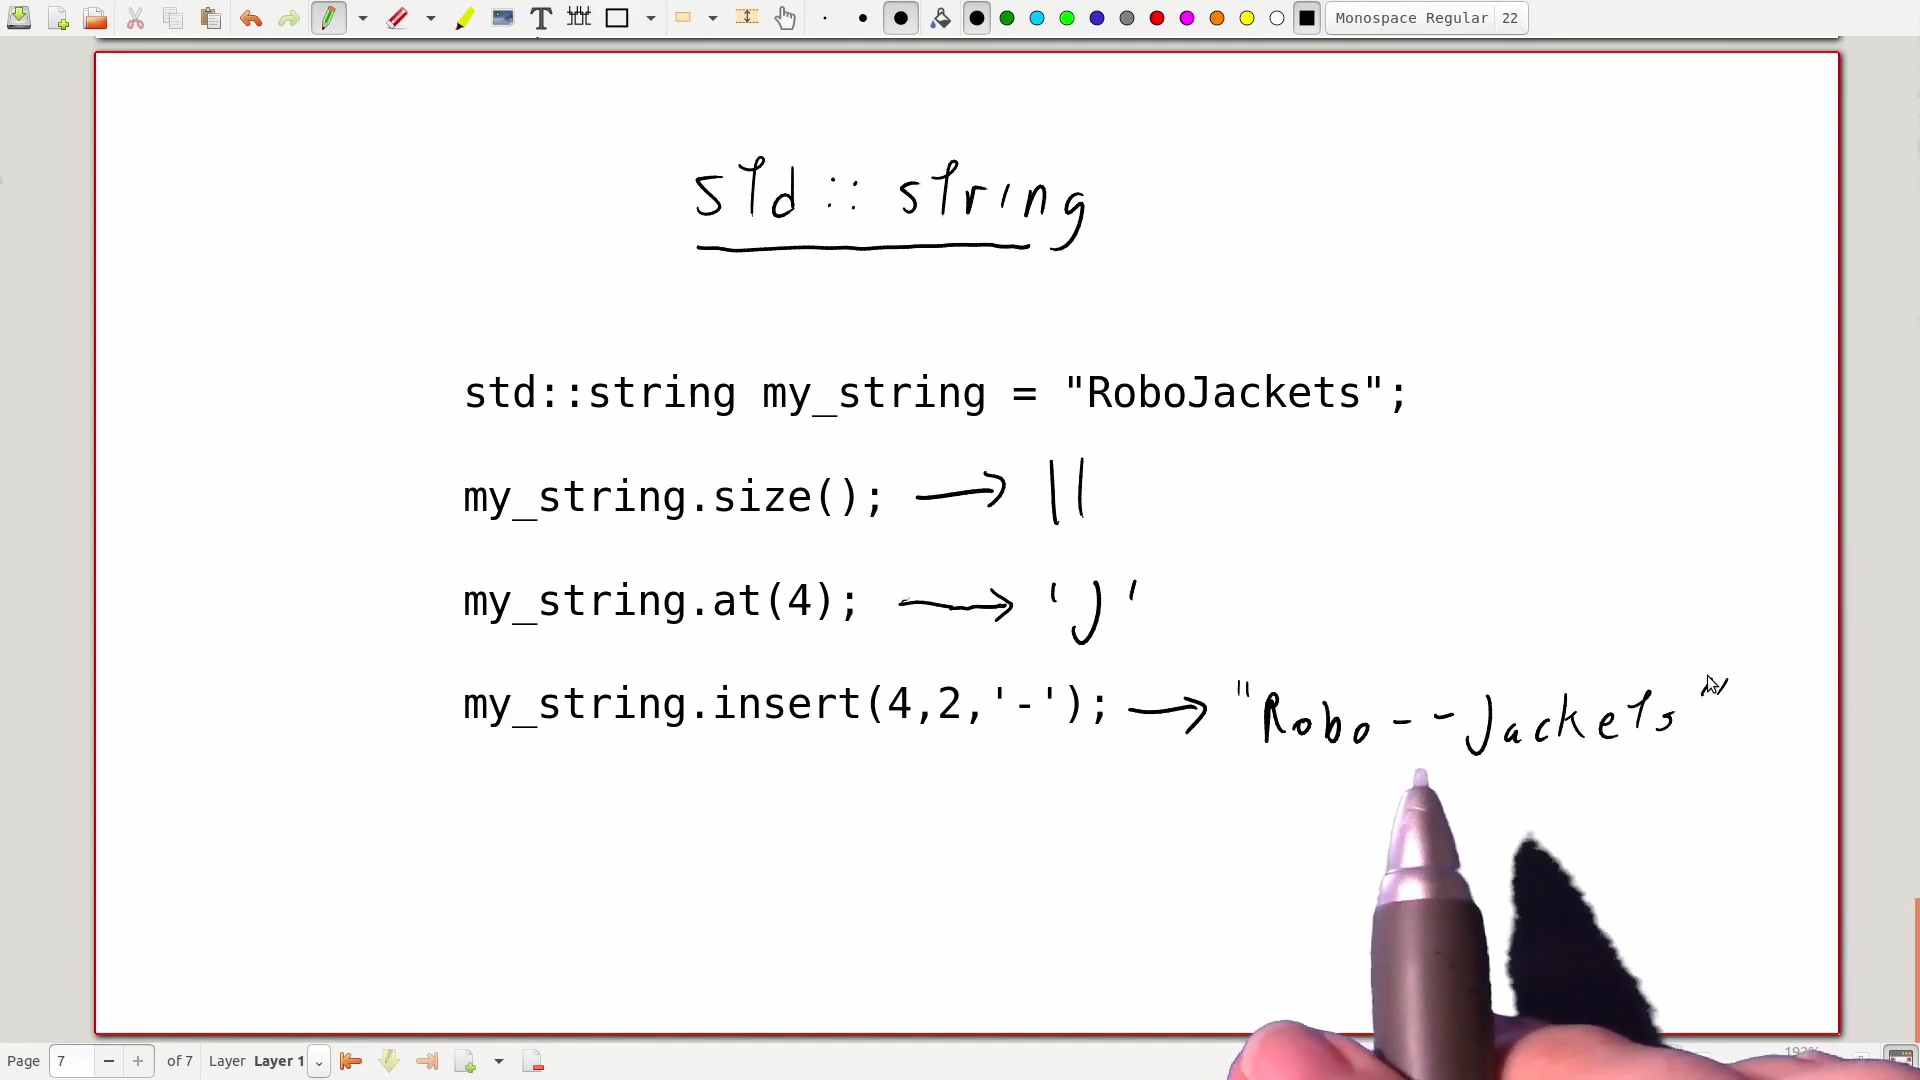 Monospace Regular 22
std::string
std::string my_string = "RoboJackets";
my_string.size(); → 11
my_string.at(4); → 'J'
my_string.insert(4,2,'-'); → "Robo--Jackets"
Page 7 of 7 Layer Layer 1